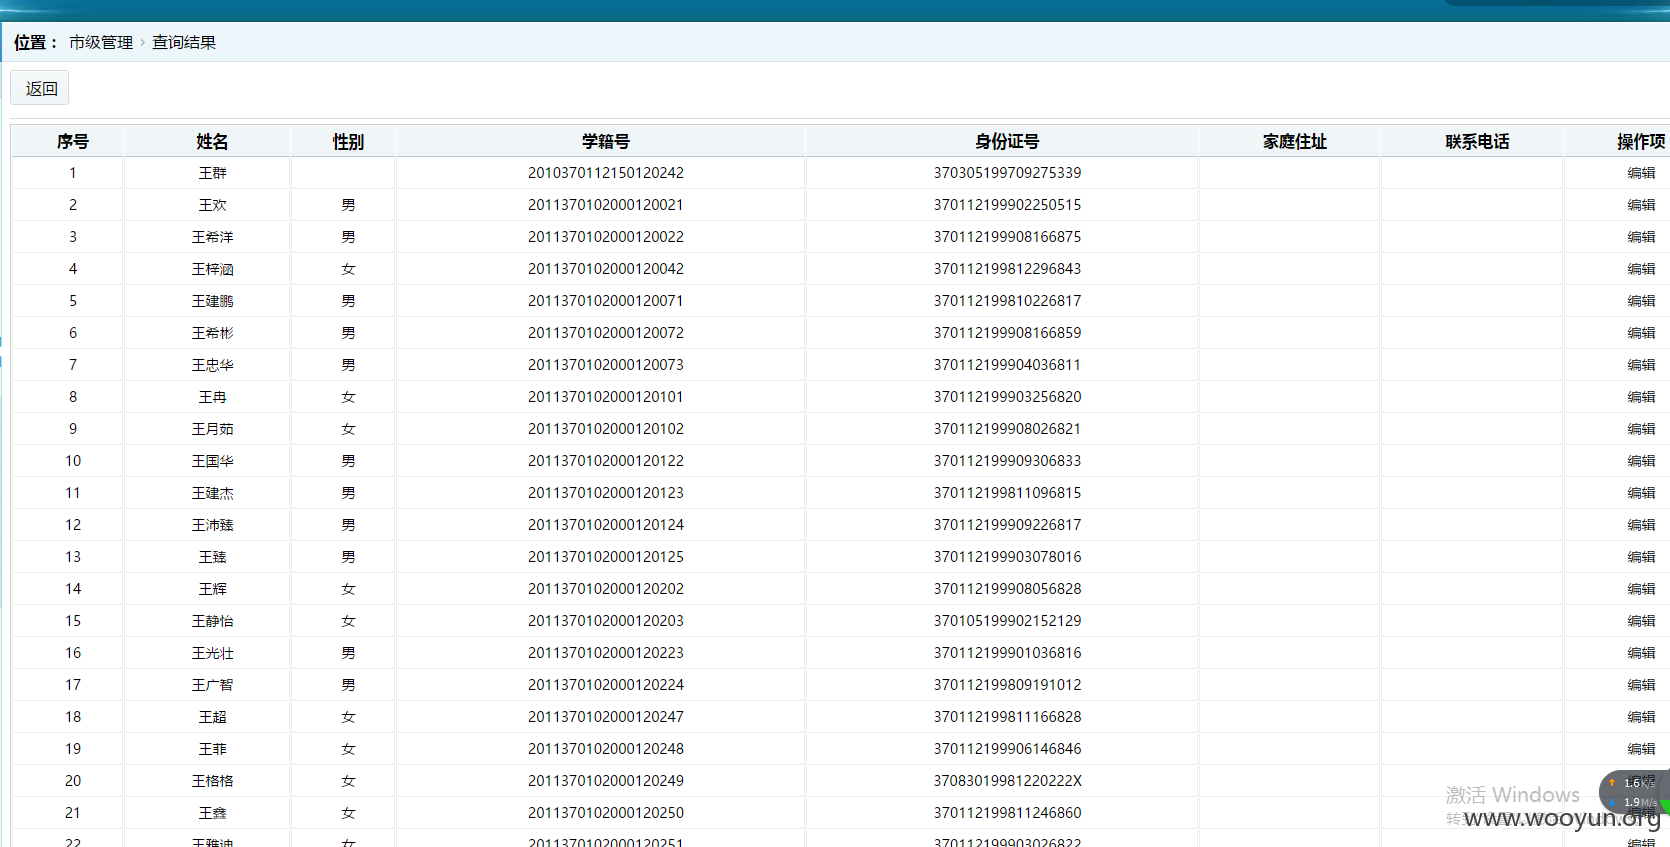 位置： 市级管理 › 查询结果
返回
序号 姓名 性别 学籍号 身份证号 家庭住址 联系电话 操作项
1 王群 2010370112150120242 370305199709275339 编辑
2 王欢 男 2011370102000120021 370112199902250515 编辑
3 王希洋 男 2011370102000120022 370112199908166875 编辑
4 王梓涵 女 2011370102000120042 370112199812296843 编辑
5 王建鹏 男 2011370102000120071 370112199810226817 编辑
6 王希彬 男 2011370102000120072 370112199908166859 编辑
7 王忠华 男 2011370102000120073 370112199904036811 编辑
8 王冉 女 2011370102000120101 370112199903256820 编辑
9 王月茹 女 2011370102000120102 370112199908026821 编辑
10 王国华 男 2011370102000120122 370112199909306833 编辑
11 王建杰 男 2011370102000120123 370112199811096815 编辑
12 王沛臻 男 2011370102000120124 370112199909226817 编辑
13 王臻 男 2011370102000120125 370112199903078016 编辑
14 王辉 女 2011370102000120202 370112199908056828 编辑
15 王静怡 女 2011370102000120203 370105199902152129 编辑
16 王光壮 男 2011370102000120223 370112199901036816 编辑
17 王广智 男 2011370102000120224 370112199809191012 编辑
18 王超 女 2011370102000120247 370112199811166828 编辑
19 王菲 女 2011370102000120248 370112199906146846 编辑
20 王格格 女 2011370102000120249 37083019981220222X 编辑
21 王鑫 女 2011370102000120250 370112199811246860 编辑
22 王雅迪 女 2011370102000120251 370112199903026822 编辑
激活 Windows
1.6K/s
1.9M/s
www.wooyun.org